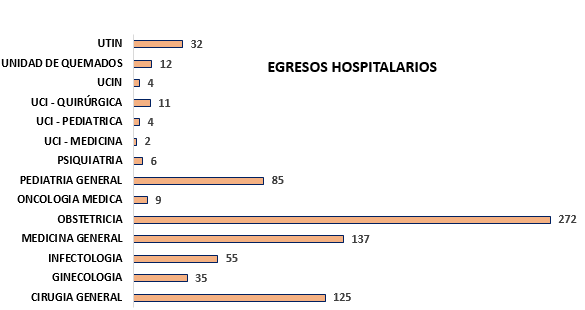 EGRESOS HOSPITALARIOS
UTIN 32
UNIDAD DE QUEMADOS 12
UCIN 4
UCI - QUIRÚRGICA 11
UCI - PEDIATRICA 4
UCI - MEDICINA 2
PSIQUIATRIA 6
PEDIATRIA GENERAL 85
ONCOLOGIA MEDICA 9
OBSTETRICIA 272
MEDICINA GENERAL 137
INFECTOLOGIA 55
GINECOLOGIA 35
CIRUGIA GENERAL 125